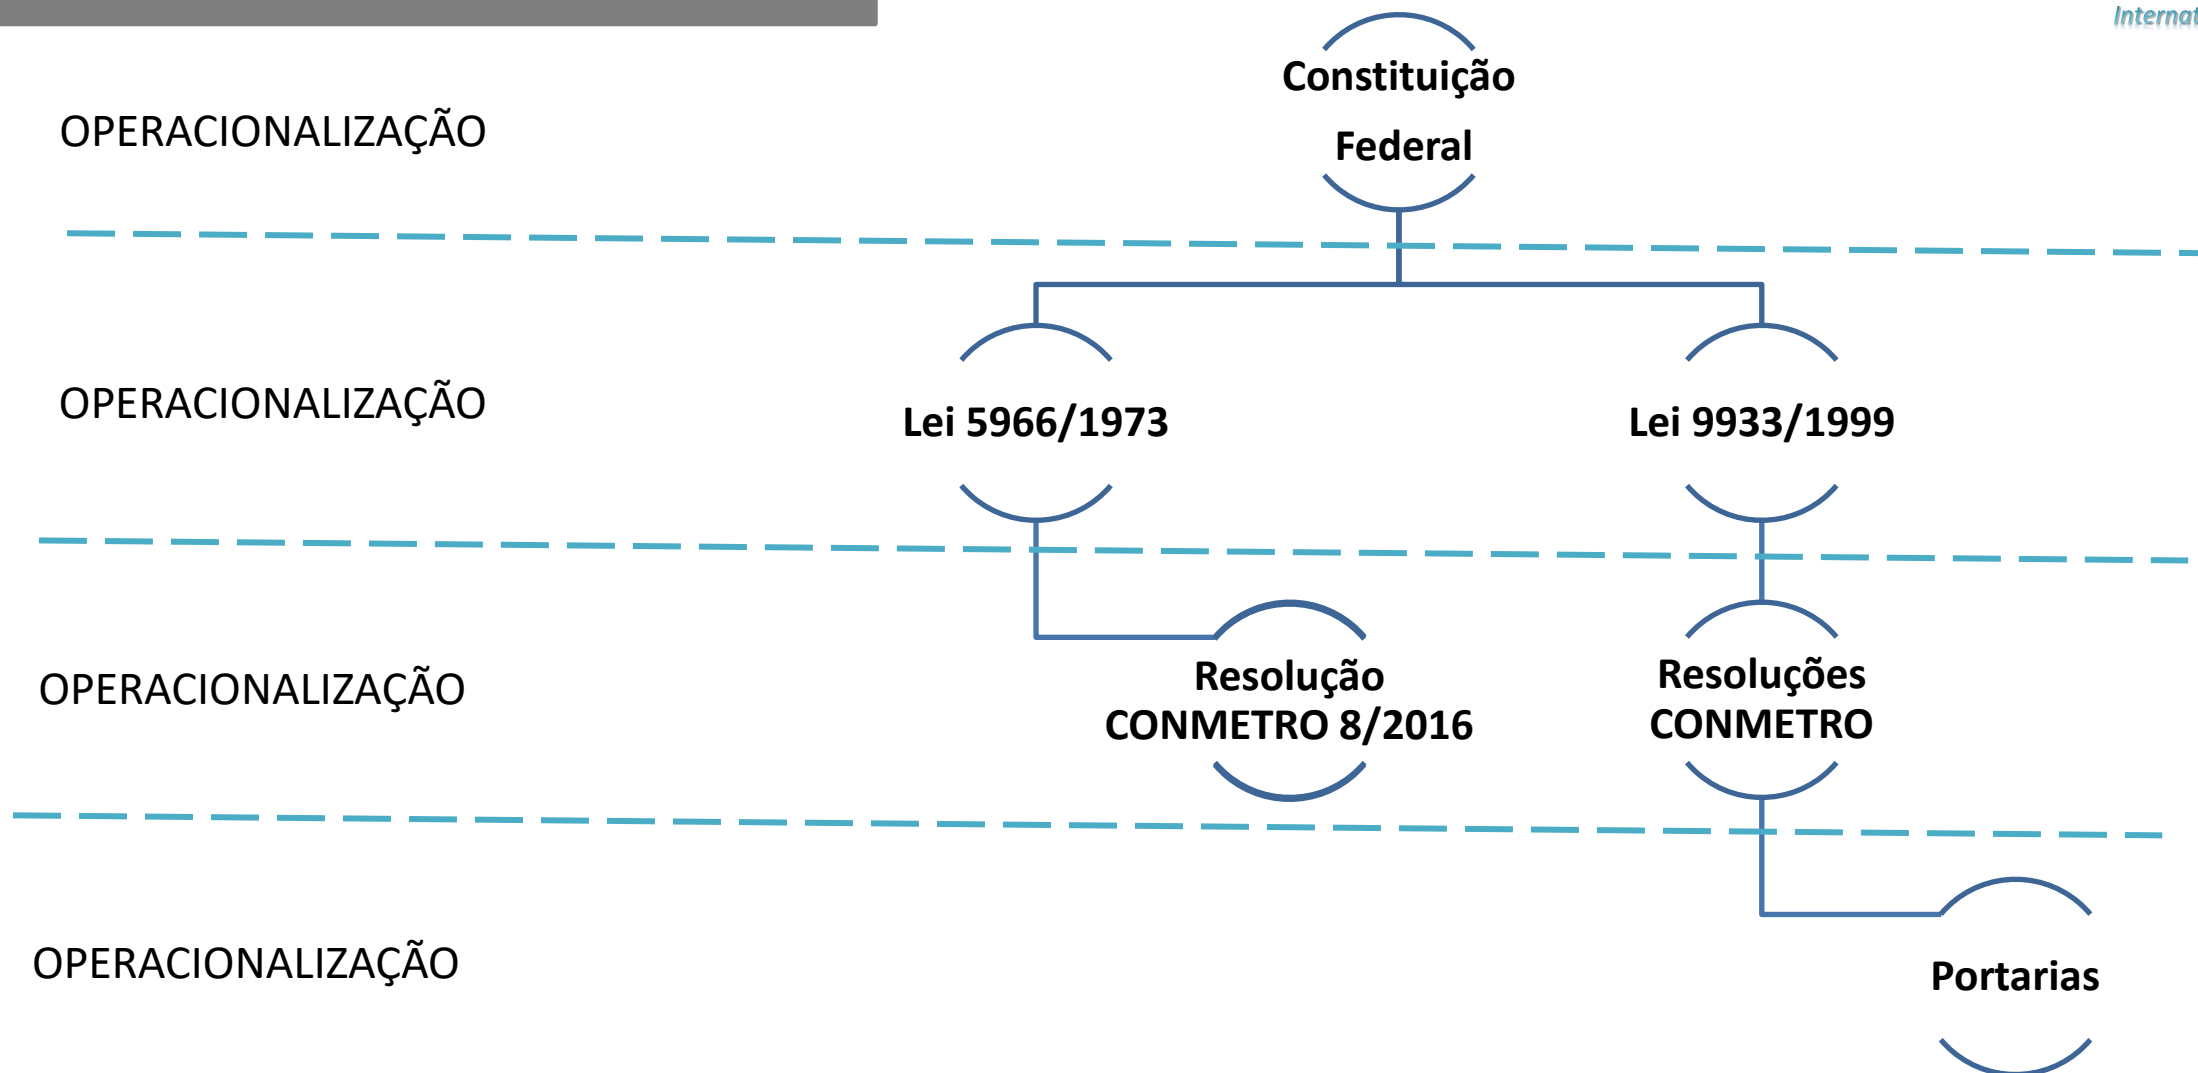 OPERACIONALIZAÇÃO
Constituição
Federal
OPERACIONALIZAÇÃO
Lei 5966/1973
Lei 9933/1999
OPERACIONALIZAÇÃO
Resolução
CONMETRO 8/2016
Resoluções
CONMETRO
OPERACIONALIZAÇÃO
Portarias